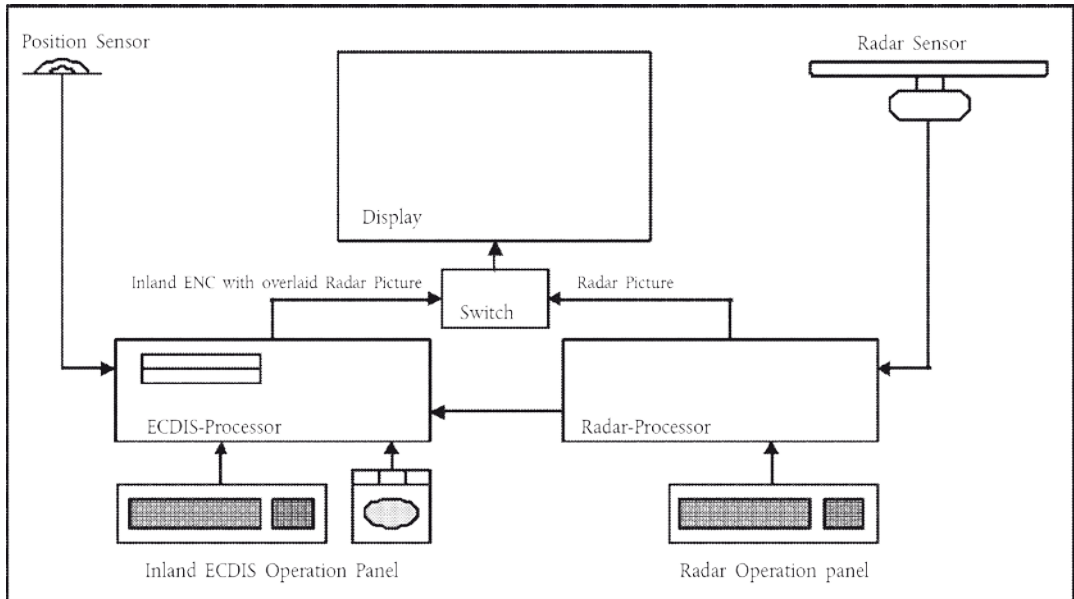 Position Sensor
Radar Sensor
Display
Inland ENC with overlaid Radar Picture
Radar Picture
Switch
ECDIS-Processor
Radar-Processor
Inland ECDIS Operation Panel
Radar Operation panel